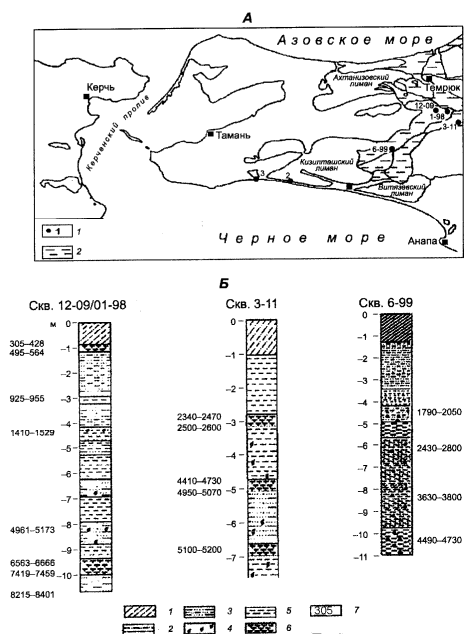 А
Азовское море
Ахтанизовский
лиман
Темрюк
Керчь
12-09
1-98
3-11
Керченский пролив
Тамань
6-99
Кизилташский
лиман
3
2
Витязевский
лиман
Черное море
Анапа
1 1
2
Б
Скв. 12-09/01-98
Скв. 3-11
Скв. 6-99
м 0
305–428
495–564
–1
–2
925–955
–3
–4
1410–1529
–5
–6
–7
4961–5173
–8
–9
6563–6666
7419–7459
–10
8215–8401
0
–1
–2
2340–2470
–3
2500–2600
–4
4410–4730
–5
4950–5070
–6
5100–5200
–7
0
–1
–2
–3
–4
1790–2050
–5
–6
2430–2800
–7
–8
3630–3800
–9
–10
4490–4730
–11
1 3 5 305 7
2 4 6